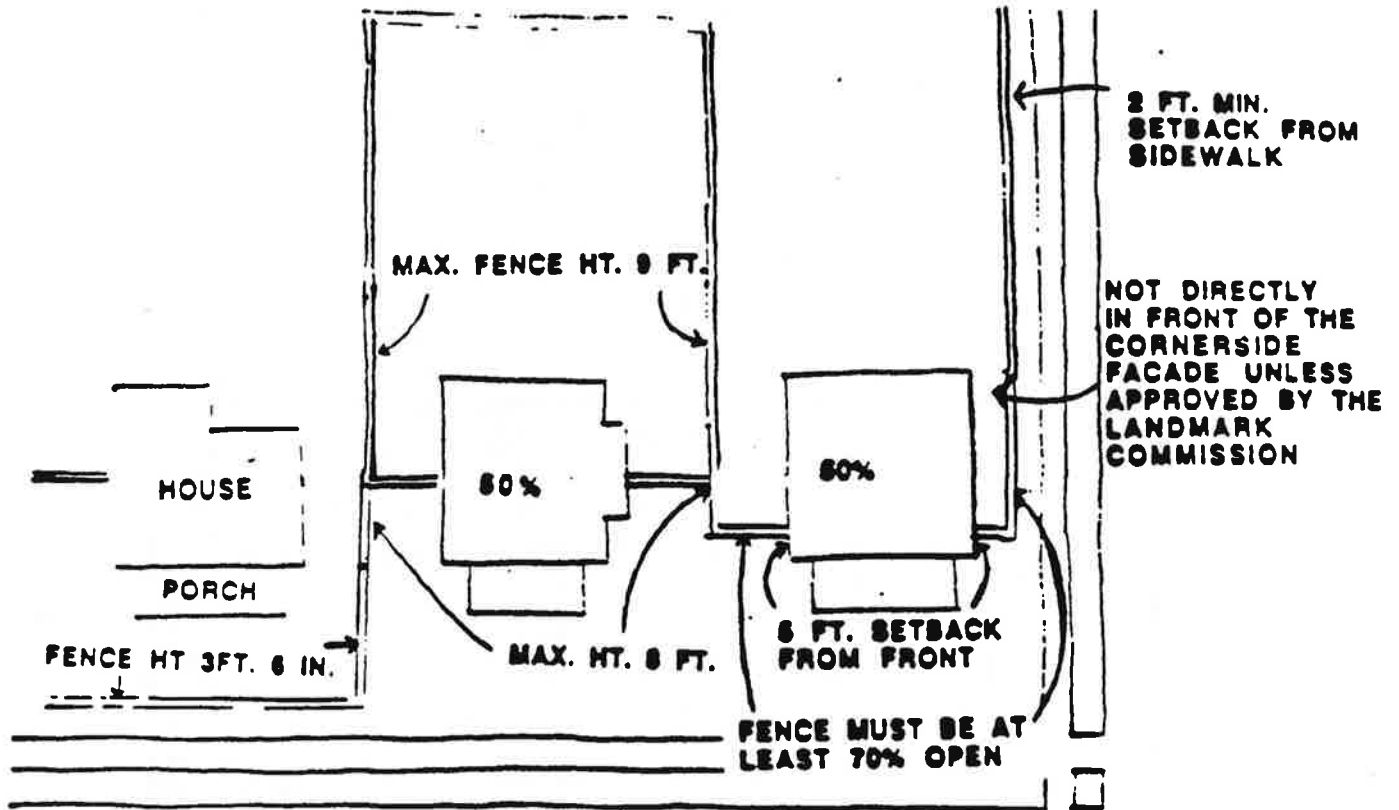 2 FT. MIN.
SETBACK FROM
SIDEWALK
MAX. FENCE HT. 9 FT.
NOT DIRECTLY
IN FRONT OF THE
CORNERSIDE
FACADE UNLESS
APPROVED BY THE
LANDMARK
COMMISSION
HOUSE
50%
50%
PORCH
FENCE HT 3FT. 6 IN.
MAX. HT. 8 FT.
5 FT. SETBACK
FROM FRONT
FENCE MUST BE AT
LEAST 70% OPEN